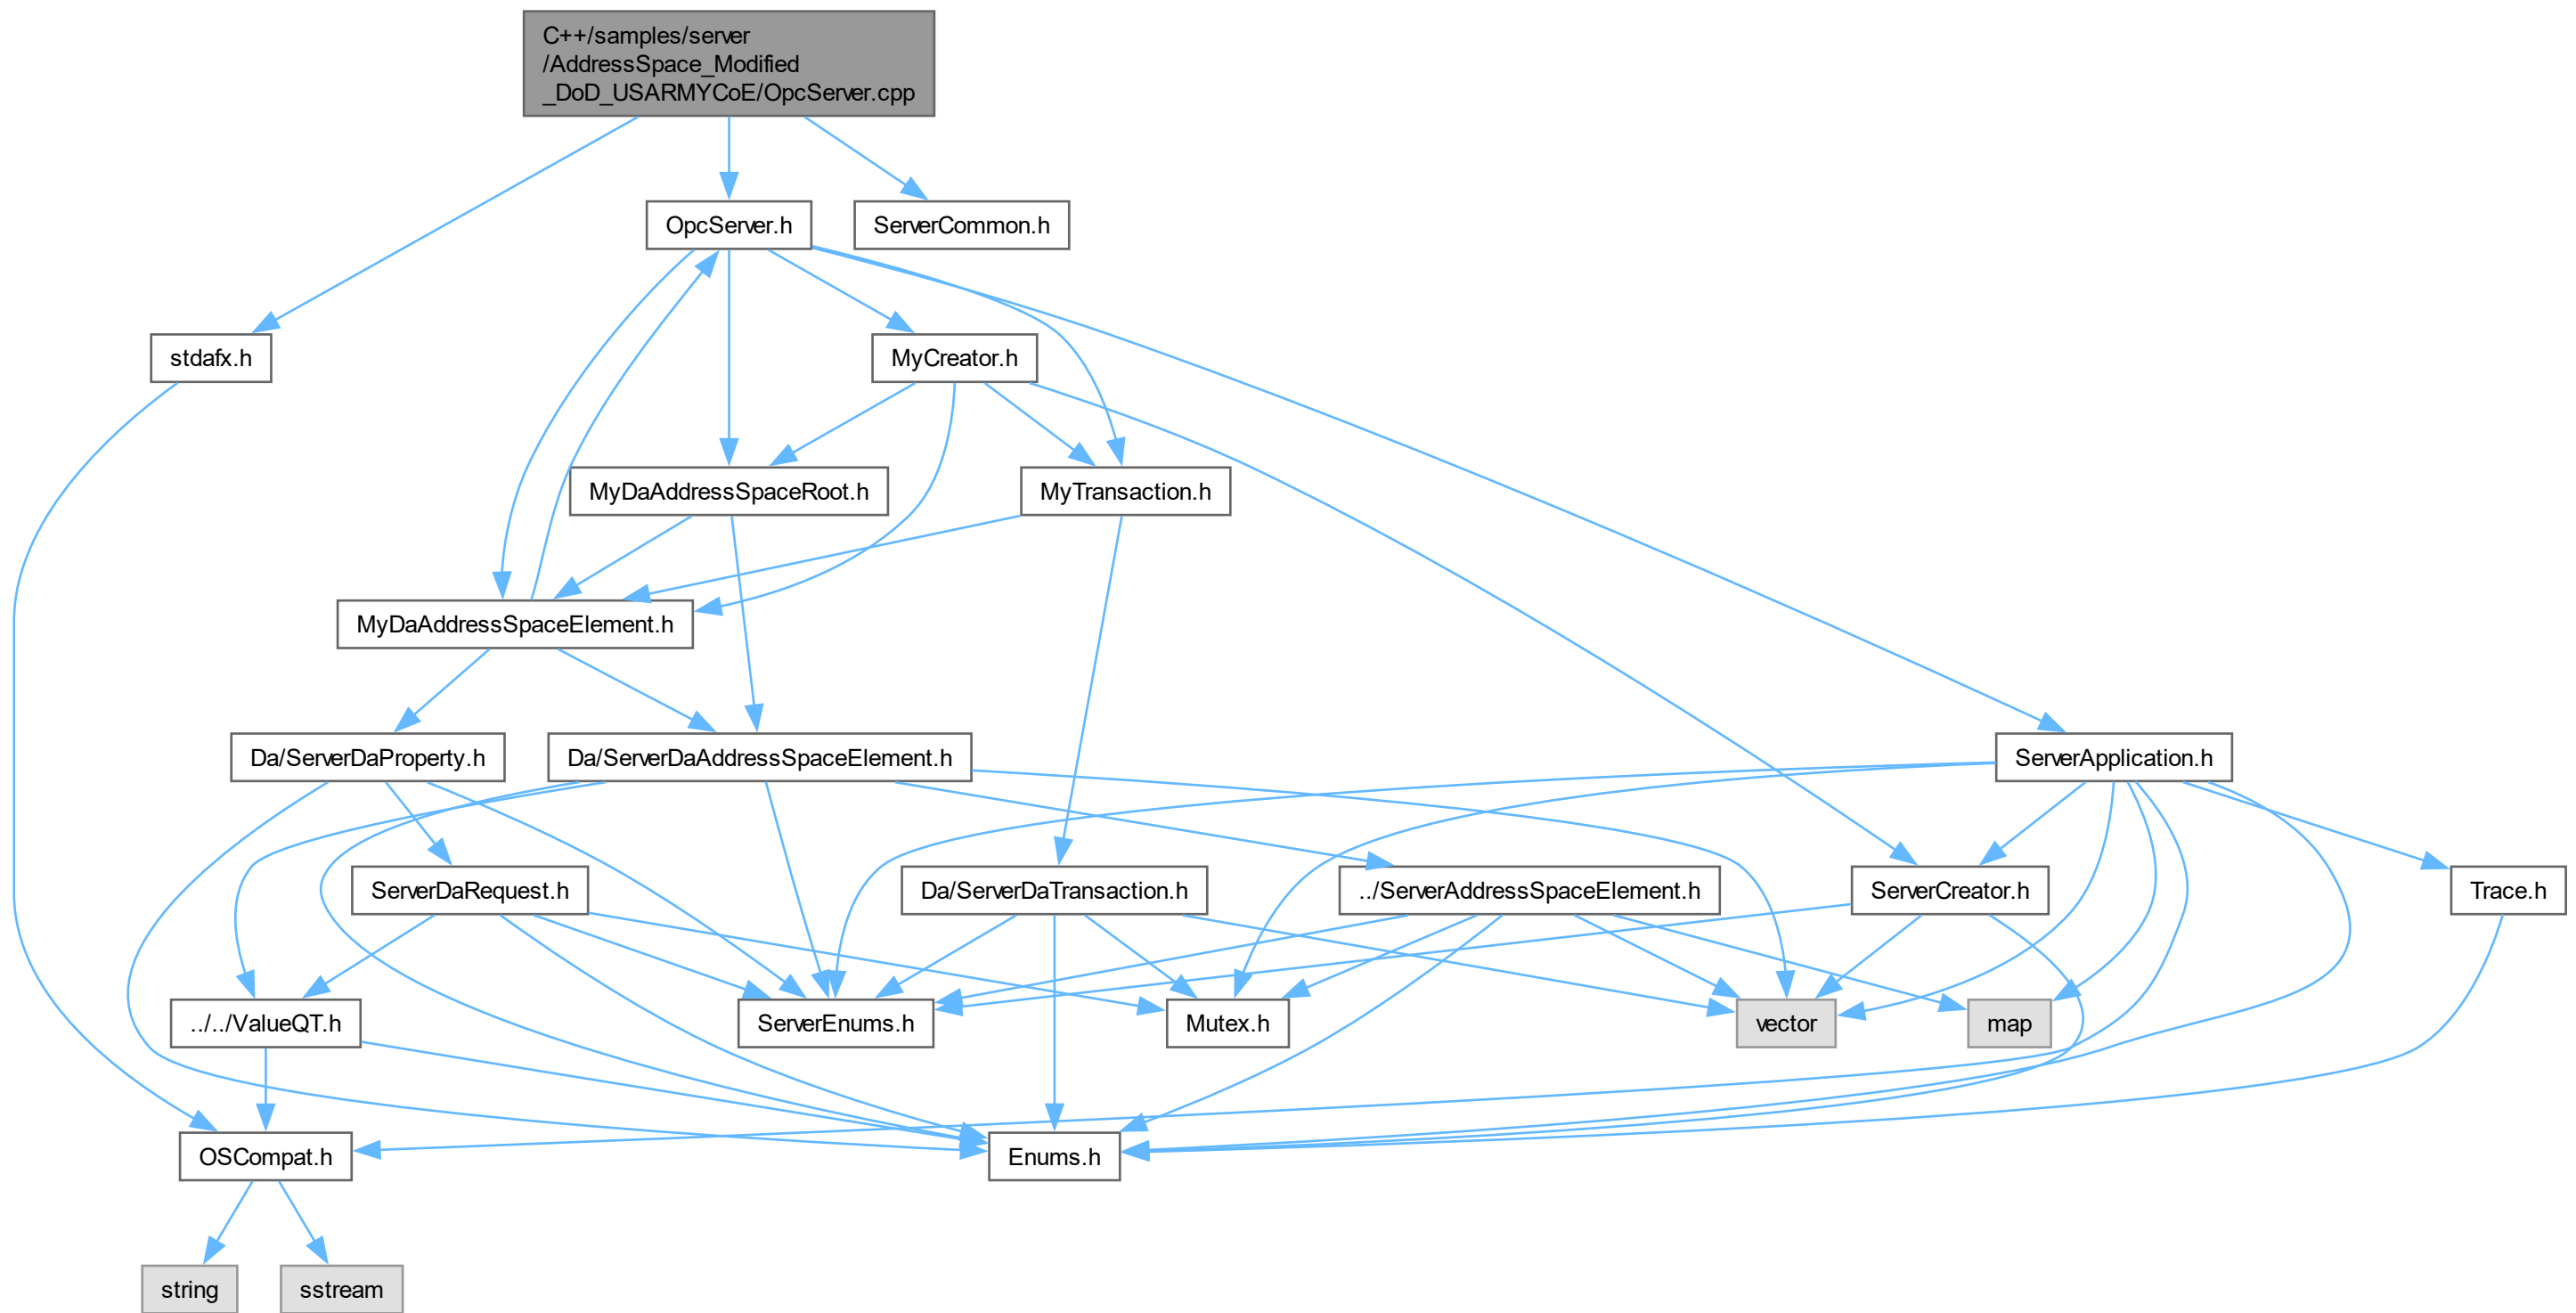 C++/samples/server
/AddressSpace_Modified
_DoD_USARMYCoE/OpcServer.cpp
OpcServer.h
ServerCommon.h
stdafx.h
MyCreator.h
MyDaAddressSpaceRoot.h
MyTransaction.h
MyDaAddressSpaceElement.h
Da/ServerDaProperty.h
Da/ServerDaAddressSpaceElement.h
ServerApplication.h
ServerDaRequest.h
Da/ServerDaTransaction.h
../ServerAddressSpaceElement.h
ServerCreator.h
Trace.h
../../ValueQT.h
ServerEnums.h
Mutex.h
vector
map
OSCompat.h
Enums.h
string
sstream